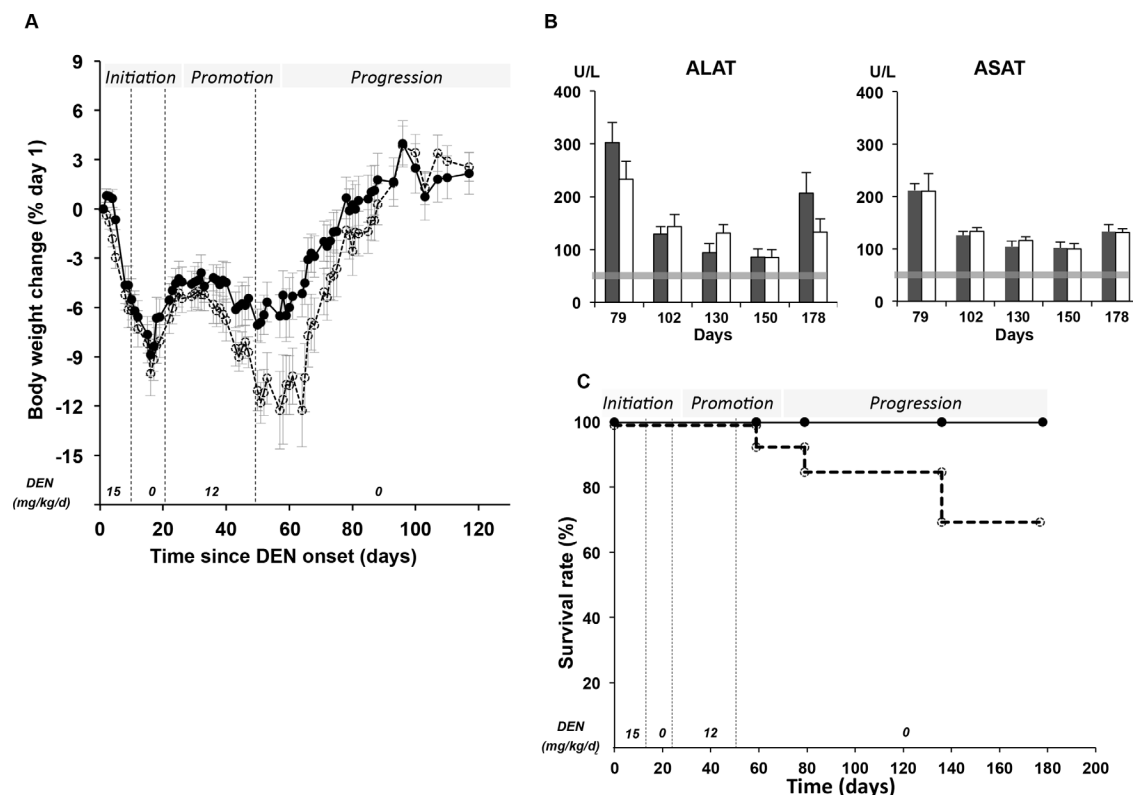 A
Body weight change (% day 1)
9
6
3
0
-3
-6
-9
-12
-15
Initiation Promotion Progression
DEN
(mg/kg/d)
15 0 12 0
0 20 40 60 80 100 120
Time since DEN onset (days)
B
U/L ALAT
400
300
200
100
0
79 102 130 150 178
Days
U/L ASAT
400
300
200
100
0
79 102 130 150 178
Days
C
Initiation Promotion Progression
Survival rate (%)
100
80
60
40
20
DEN
(mg/kg/d)
15 0 12 0
0 20 40 60 80 100 120 140 160 180 200
Time (days)